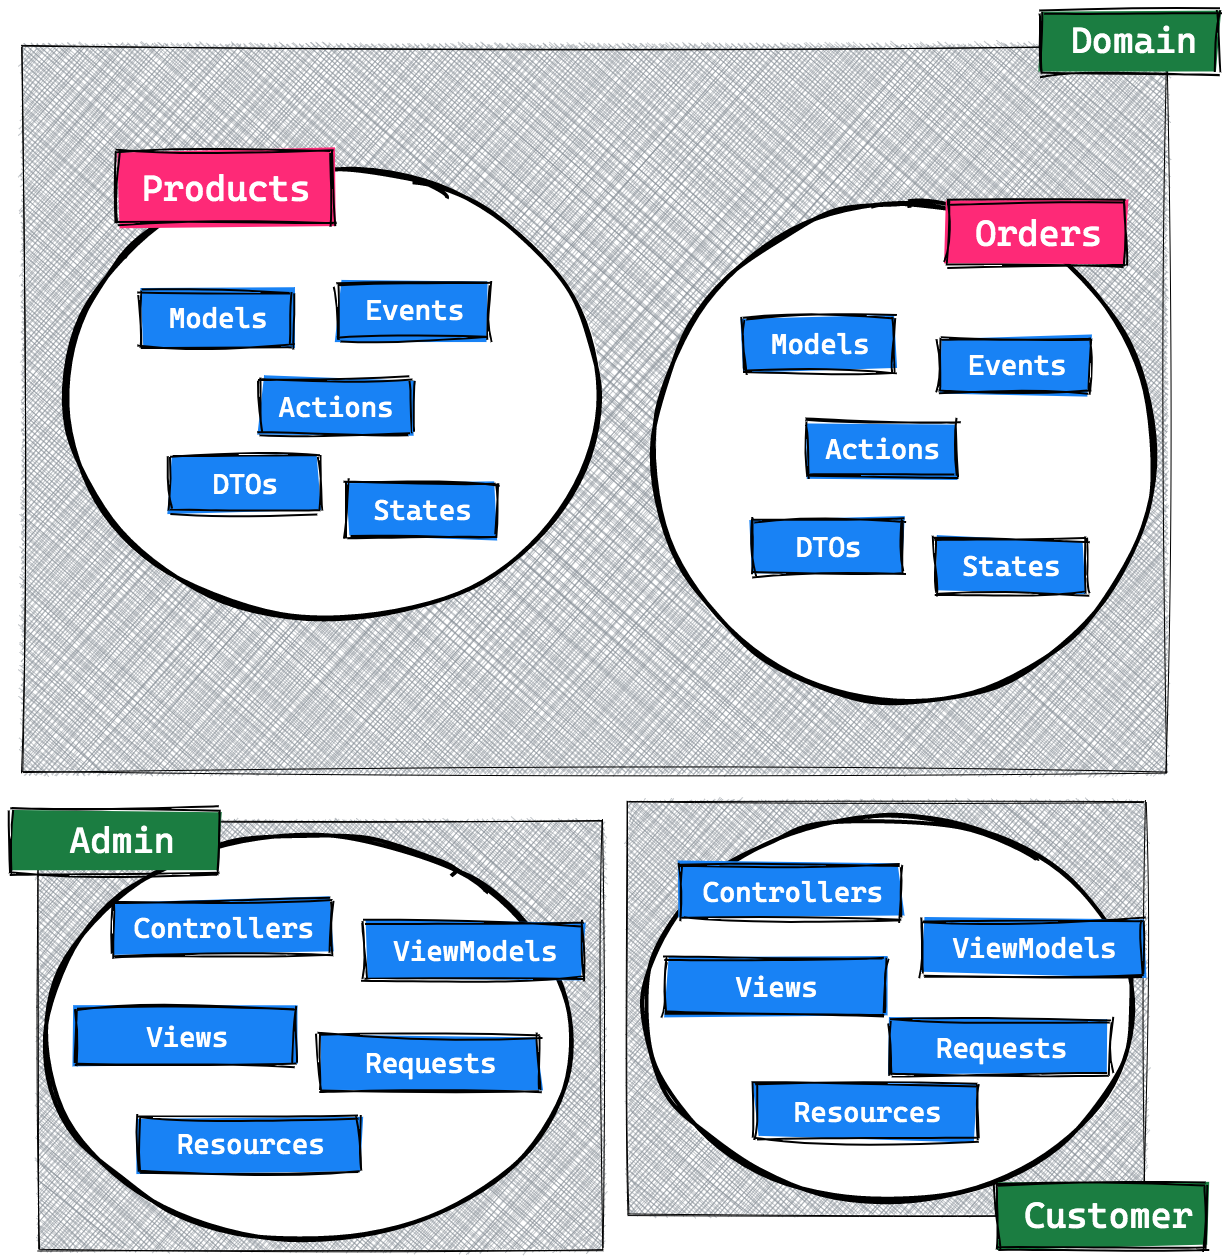 Domain
Products
Models
Events
Actions
DTOs
States
Orders
Models
Events
Actions
DTOs
States
Admin
Controllers
ViewModels
Views
Requests
Resources
Controllers
ViewModels
Views
Requests
Resources
Customer